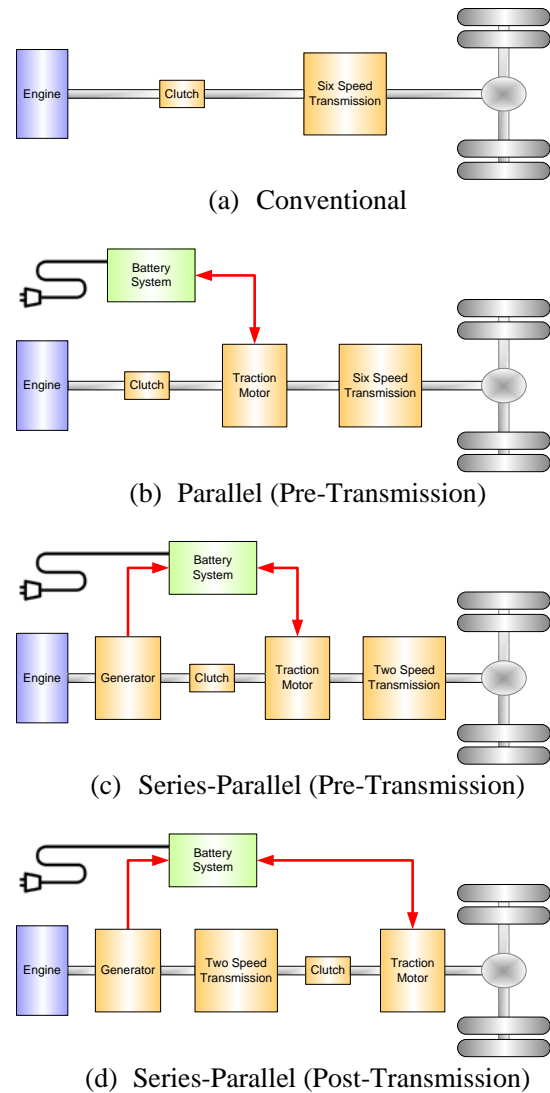 Engine
Clutch
Six Speed
Transmission
(a) Conventional
Battery
System
Engine
Clutch
Traction
Motor
Six Speed
Transmission
(b) Parallel (Pre-Transmission)
Battery
System
Engine
Generator
Clutch
Traction
Motor
Two Speed
Transmission
(c) Series-Parallel (Pre-Transmission)
Battery
System
Engine
Generator
Two Speed
Transmission
Clutch
Traction
Motor
(d) Series-Parallel (Post-Transmission)